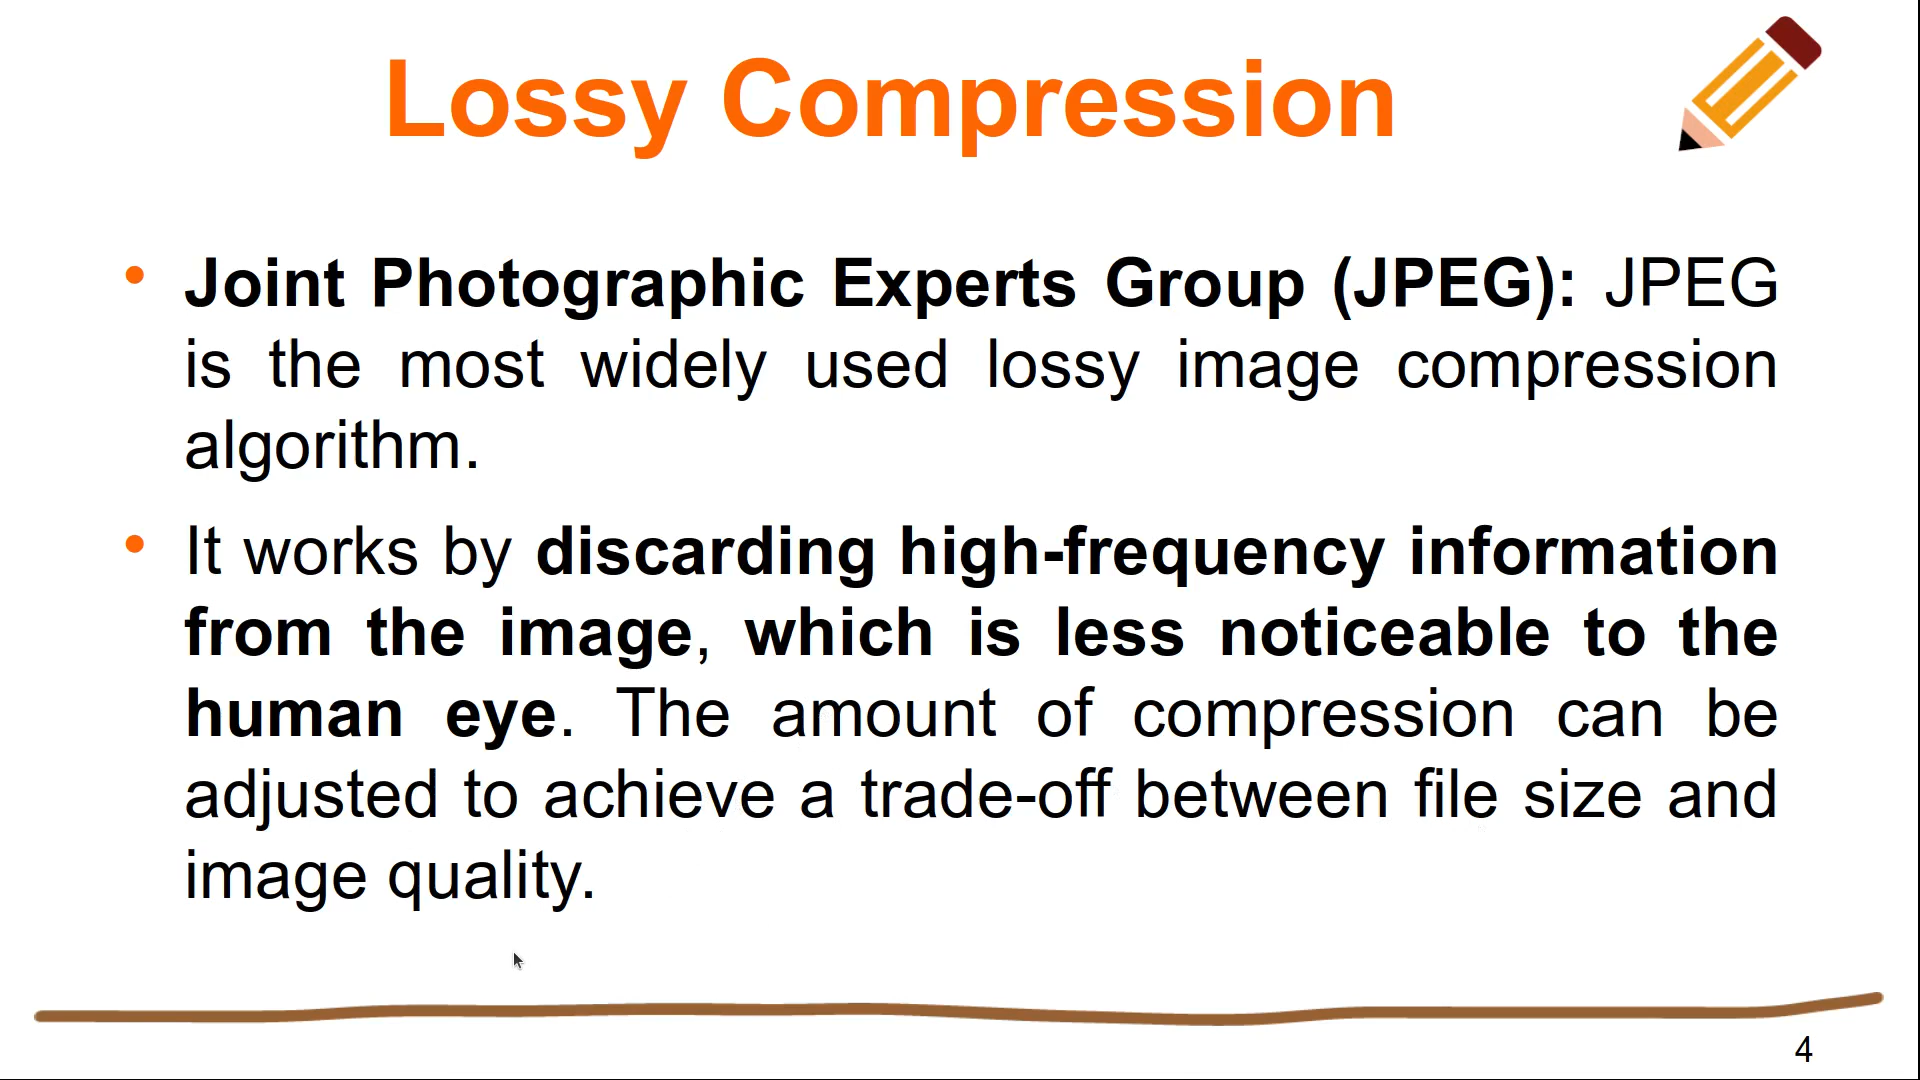 Lossy Compression
• Joint Photographic Experts Group (JPEG): JPEG
is the most widely used lossy image compression
algorithm.
• It works by discarding high-frequency information
from the image, which is less noticeable to the
human eye. The amount of compression can be
adjusted to achieve a trade-off between file size and
image quality.
4